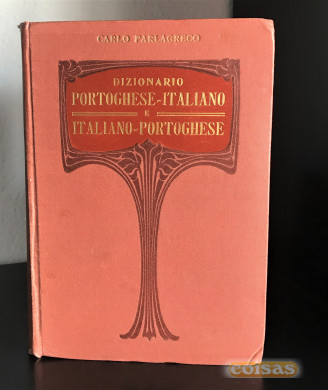 CARLO PARLAGRECO
DIZIONARIO
PORTOGHESE-ITALIANO
E
ITALIANO-PORTOGHESE
coisas